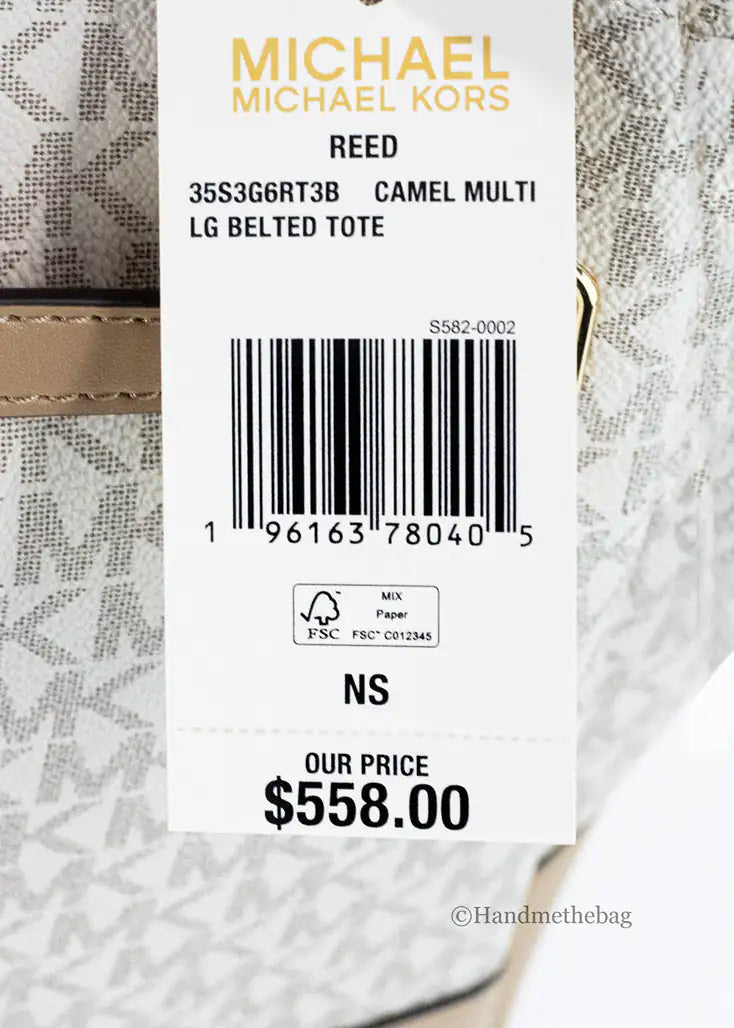 MICHAEL
MICHAEL KORS
REED
35S3G6RT3B CAMEL MULTI
LG BELTED TOTE
S582-0002
1 96163 78040 5
MIX
Paper
FSC™ C012345
FSC
NS
OUR PRICE
$558.00
©Handmethebag